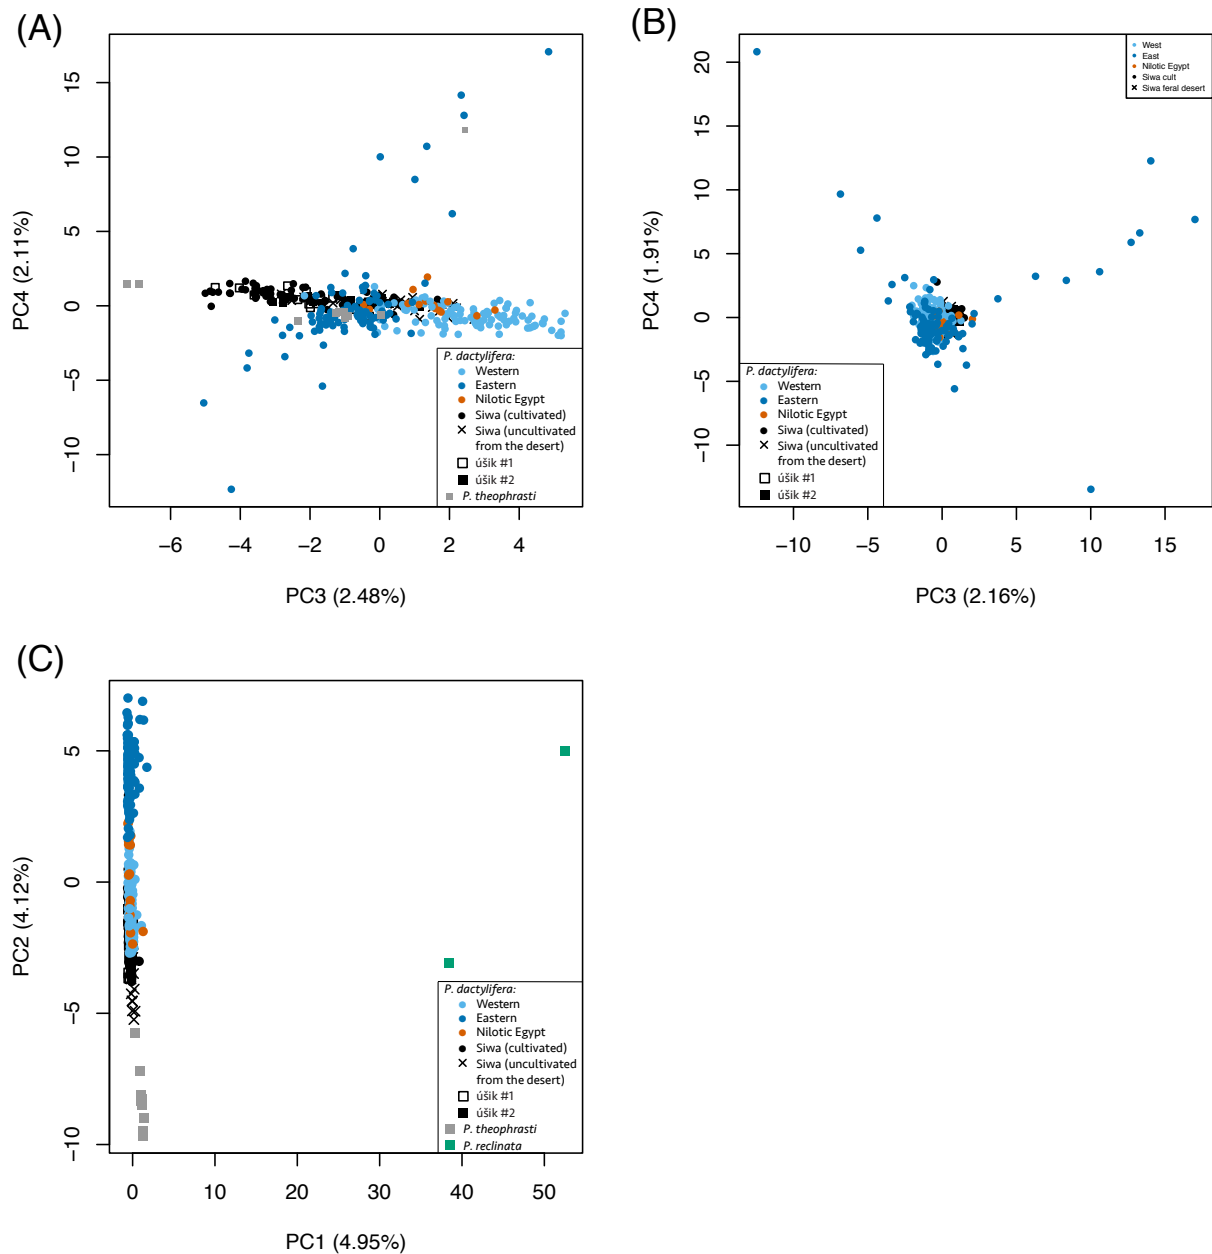 (A)
15
10
5
0
−5
−10
PC4 (2.11%)
−6 −4 −2 0 2 4
PC3 (2.48%)
P. dactylifera:
Western
Eastern
Nilotic Egypt
Siwa (cultivated)
Siwa (uncultivated
from the desert)
úšik #1
úšik #2
P. theophrasti
(B)
20
15
10
5
0
−5
−10
PC4 (1.91%)
−10 −5 0 5 10 15
PC3 (2.16%)
West
East
Nilotic Egypt
Siwa cult
Siwa feral desert
P. dactylifera:
Western
Eastern
Nilotic Egypt
Siwa (cultivated)
Siwa (uncultivated
from the desert)
úšik #1
úšik #2
(C)
5
0
−5
−10
PC2 (4.12%)
0 10 20 30 40 50
PC1 (4.95%)
P. dactylifera:
Western
Eastern
Nilotic Egypt
Siwa (cultivated)
Siwa (uncultivated
from the desert)
úšik #1
úšik #2
P. theophrasti
P. reclinata